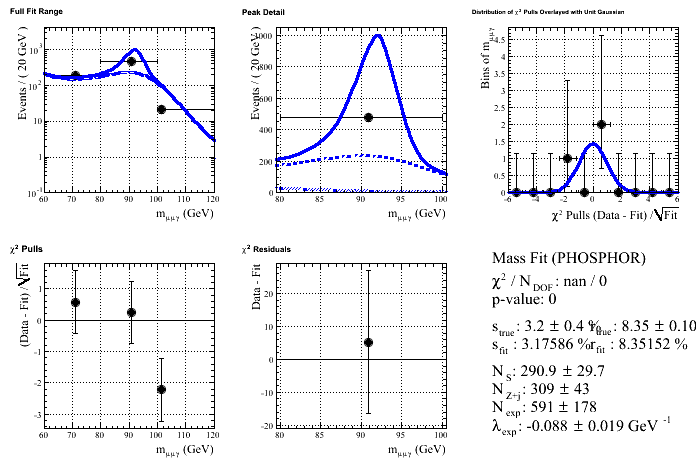 Full Fit Range
Events / ( 20 GeV )
10³
10²
10
1
10⁻¹
60 70 80 90 100 110 120
m_μμγ (GeV)
Peak Detail
Events / ( 20 GeV )
1000
800
600
400
200
0
80 85 90 95 100
m_μμγ (GeV)
Distribution of χ² Pulls Overlayed with Unit Gaussian
Bins of m_μμγ
4.5
4
3.5
3
2.5
2
1.5
1
0.5
0
-6 -4 -2 0 2 4 6
χ² Pulls (Data - Fit) /√Fit
χ² Pulls
(Data - Fit) /√Fit
1
0
-1
-2
-3
60 70 80 90 100 110 120
m_μμγ (GeV)
χ² Residuals
Data - Fit
20
10
0
-10
-20
80 85 90 95 100
m_μμγ (GeV)
Mass Fit (PHOSPHOR)
χ² / N_DOF : nan / 0
p-value: 0
s_true : 3.2 ± 0.4 % r_true : 8.35 ± 0.10
s_fit : 3.17586 % r_fit : 8.35152 %
N_S : 290.9 ± 29.7
N_Z+j : 309 ± 43
N_exp : 591 ± 178
λ_exp : -0.088 ± 0.019 GeV⁻¹